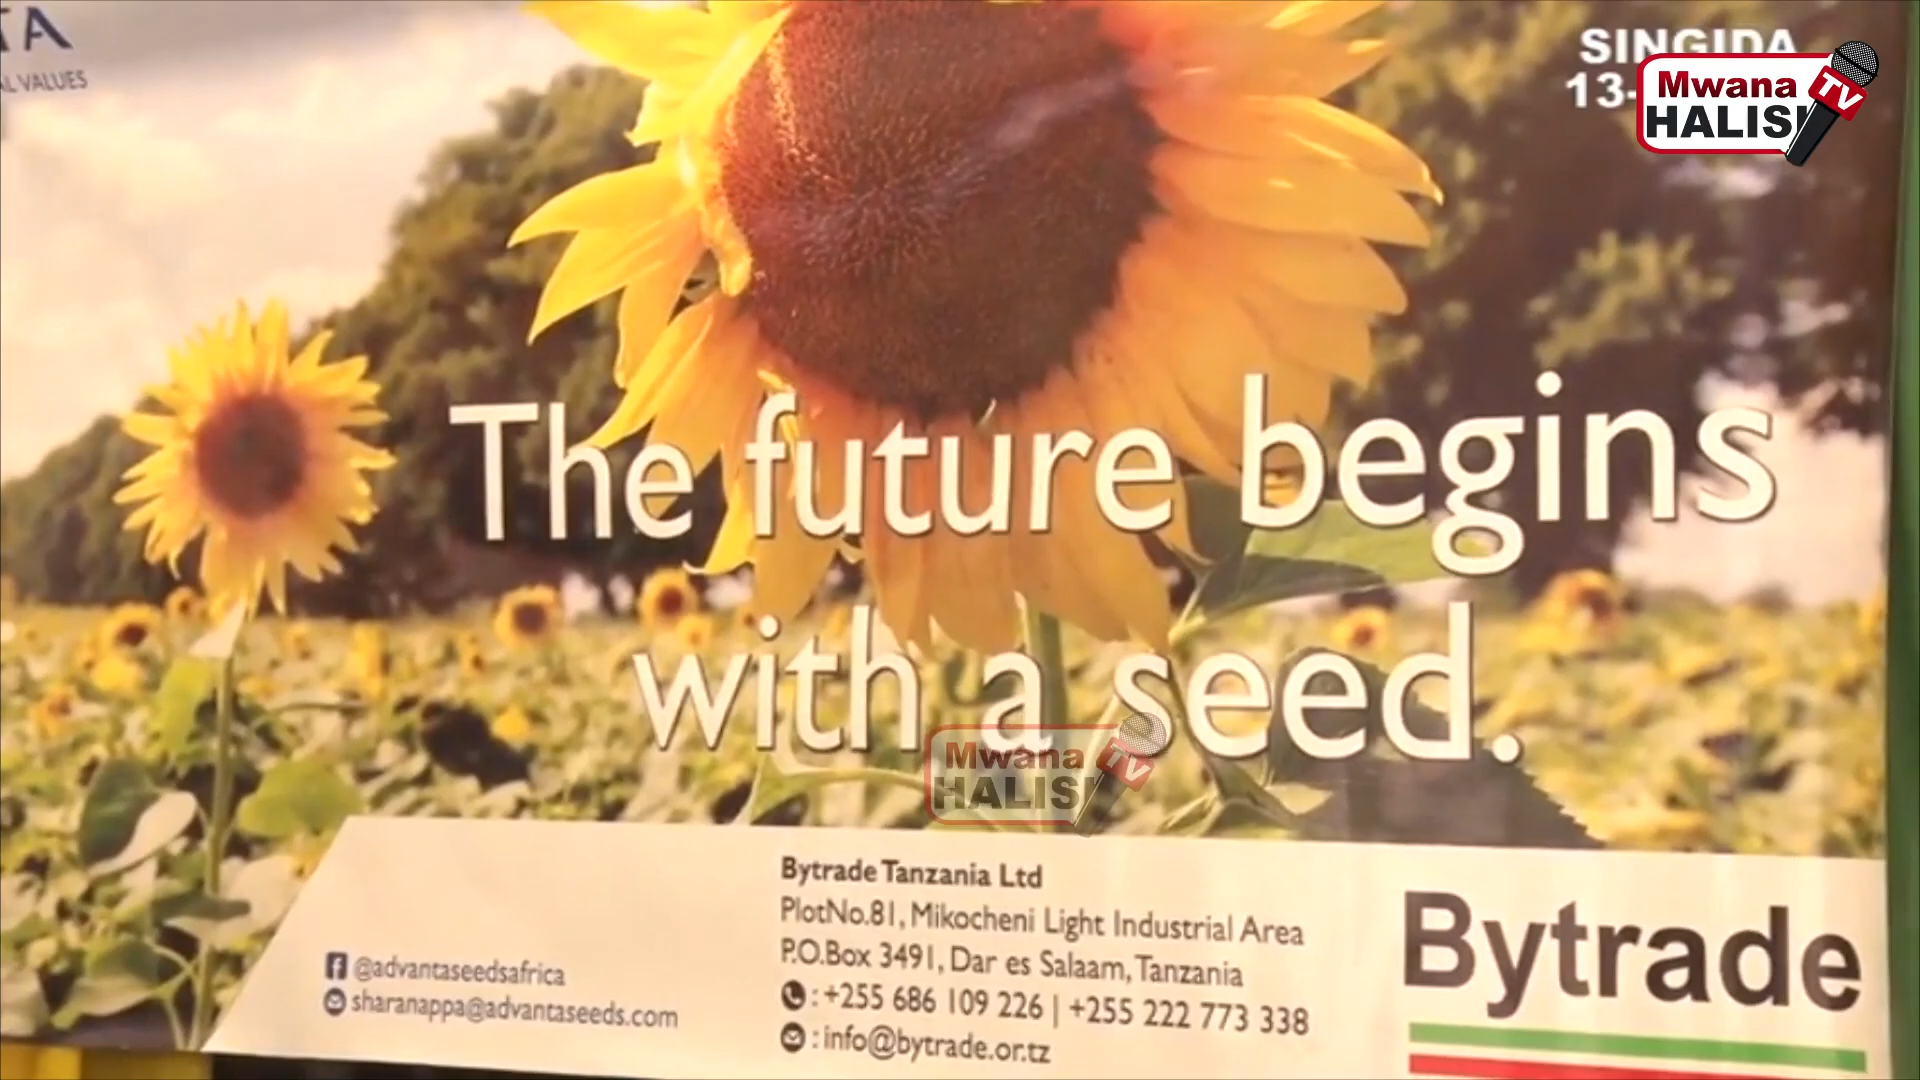 TA
AL VALUES
SINGIDA
13-
Mwana
HALISI
TV
The future begins
with a seed.
Mwana
HALISI
TV
Bytrade Tanzania Ltd
PlotNo.81, Mikocheni Light Industrial Area
P.O.Box 3491, Dar es Salaam, Tanzania
: +255 686 109 226 | +255 222 773 338
: info@bytrade.or.tz
@advantaseedsafrica
sharanappa@advantaseeds.com
Bytrade